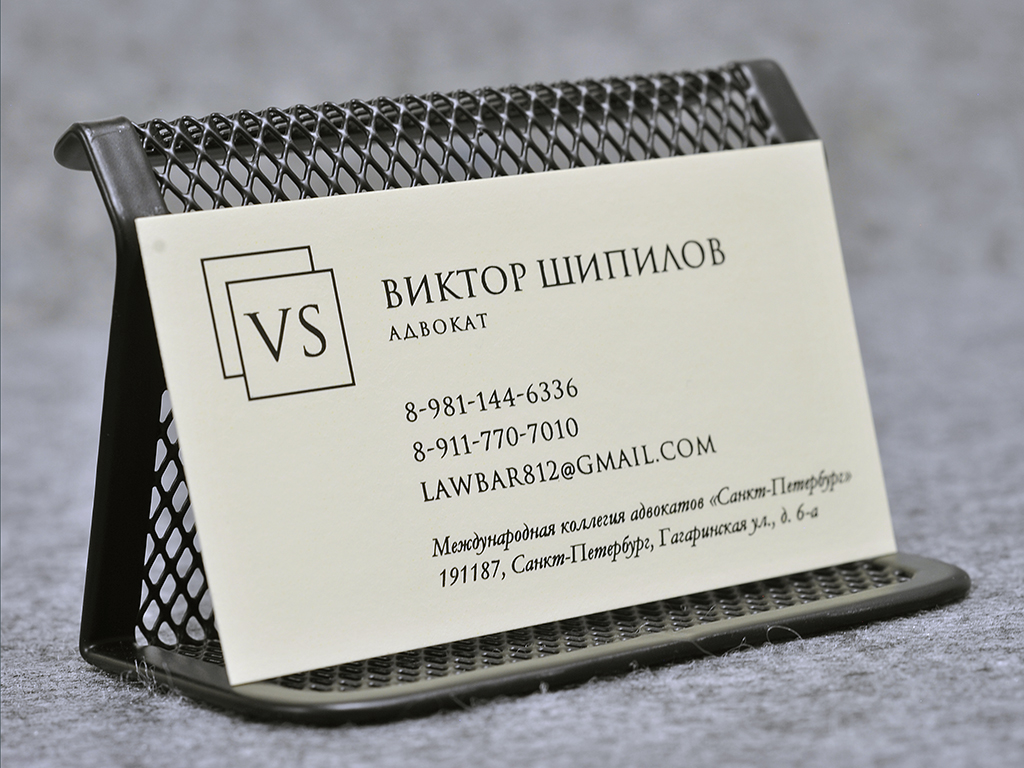 VS
ВИКТОР ШИПИЛОВ
АДВОКАТ
8-981-144-6336
8-911-770-7010
LAWBAR812@GMAIL.COM
Международная коллегия адвокатов «Санкт-Петербург»
191187, Санкт-Петербург, Гагаринская ул., д. 6-а